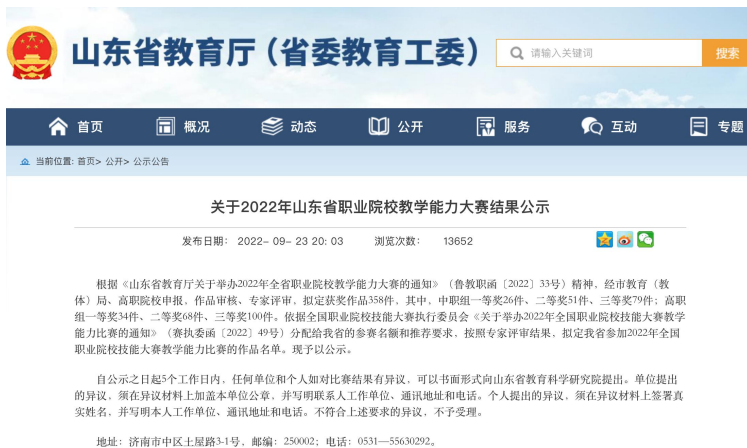 山东省教育厅（省委教育工委）
请输入关键词
搜索
首页
概况
动态
公开
服务
互动
专题
当前位置: 首页> 公开> 公示公告
关于2022年山东省职业院校教学能力大赛结果公示
发布日期： 2022- 09- 23 20: 03 浏览次数： 13652
根据《山东省教育厅关于举办2022年全省职业院校教学能力大赛的通知》（鲁教职函〔2022〕33号）精神，经市教育（教
体）局、高职院校申报，作品审核、专家评审，拟定获奖作品358件，其中，中职组一等奖26件、二等奖51件、三等奖79件；高职
组一等奖34件、二等奖68件、三等奖100件。依据全国职业院校技能大赛执行委员会《关于举办2022年全国职业院校技能大赛教学
能力比赛的通知》（赛执委函〔2022〕49号）分配给我省的参赛名额和推荐要求，按照专家评审结果，拟定我省参加2022年全国
职业院校技能大赛教学能力比赛的作品名单。现予以公示。
自公示之日起5个工作日内，任何单位和个人如对比赛结果有异议，可以书面形式向山东省教育科学研究院提出。单位提出
的异议，须在异议材料上加盖本单位公章，并写明联系人工作单位、通讯地址和电话。个人提出的异议，须在异议材料上签署真
实姓名，并写明本人工作单位、通讯地址和电话。不符合上述要求的异议，不予受理。
地址：济南市中区土屋路3-1号，邮编：250002；电话：0531—55630292。